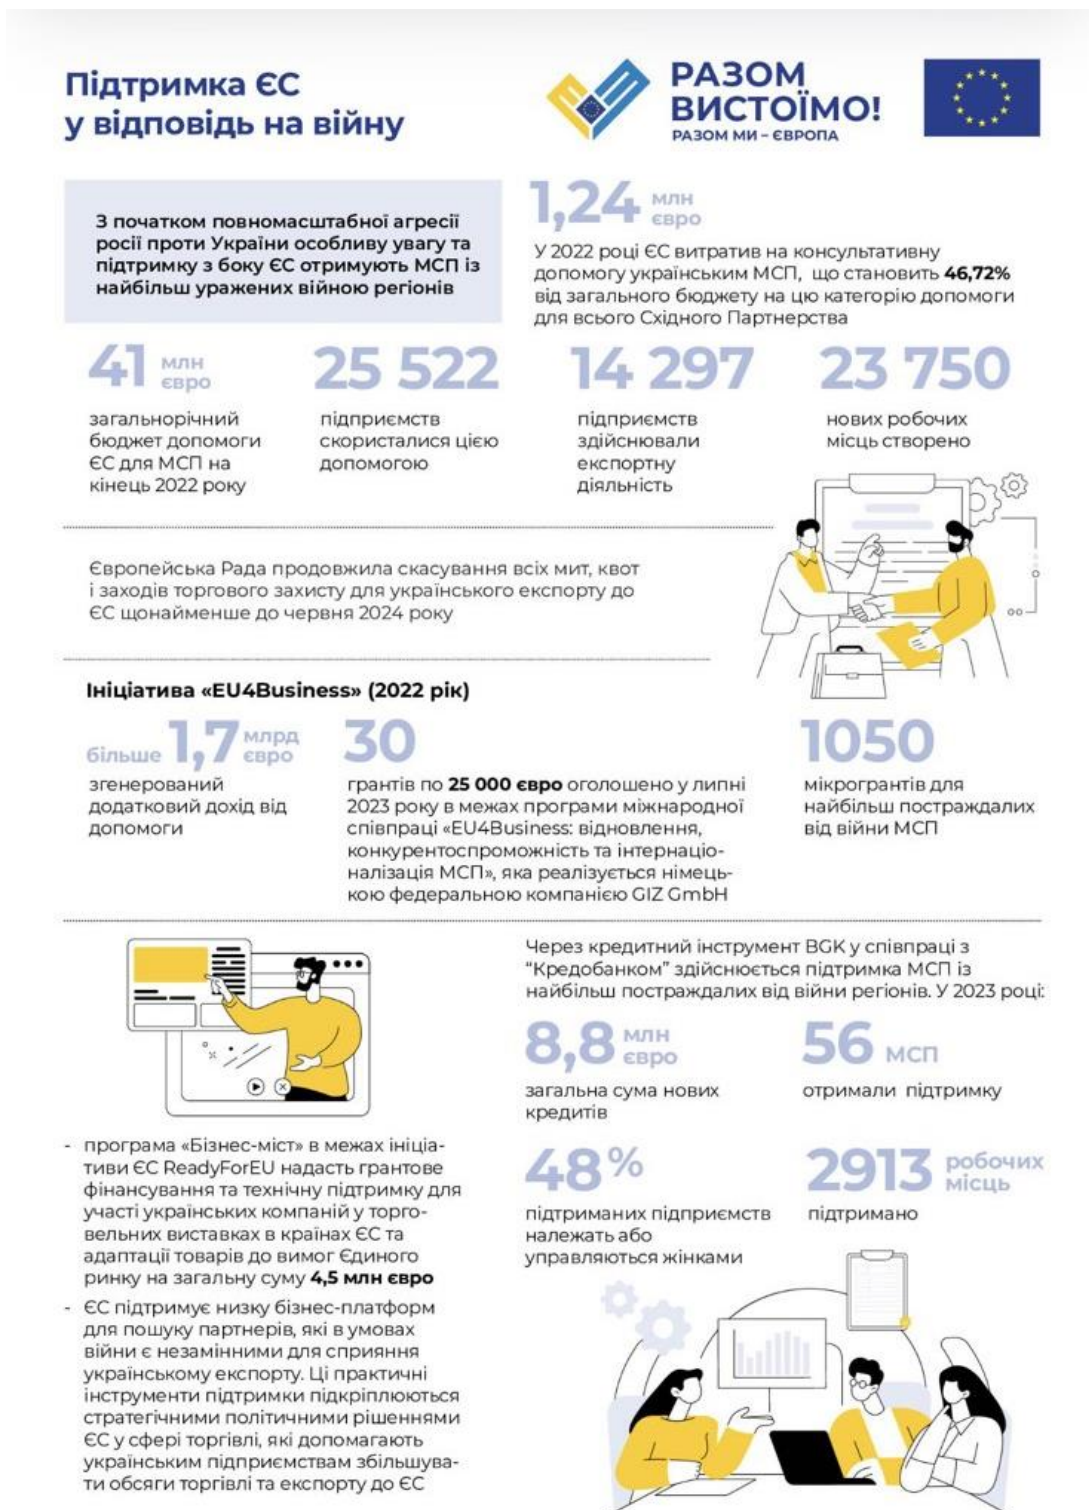 Підтримка ЄС
у відповідь на війну
РАЗОМ
ВИСТОЇМО!
РАЗОМ МИ – ЄВРОПА
З початком повномасштабної агресії
росії проти України особливу увагу та
підтримку з боку ЄС отримують МСП із
найбільш уражених війною регіонів
1,24 млн
євро
У 2022 році ЄС витратив на консультативну
допомогу українським МСП, що становить 46,72%
від загального бюджету на цю категорію допомоги
для всього Східного Партнерства
41 млн
євро
загальнорічний
бюджет допомоги
ЄС для МСП на
кінець 2022 року
25 522
підприємств
скористалися цією
допомогою
14 297
підприємств
здійснювали
експортну
діяльність
23 750
нових робочих
місць створено
Європейська Рада продовжила скасування всіх мит, квот
і заходів торгового захисту для українського експорту до
ЄС щонайменше до червня 2024 року
Ініціатива «EU4Business» (2022 рік)
більше 1,7 млрд
євро
згенерований
додатковий дохід від
допомоги
30
грантів по 25 000 євро оголошено у липні
2023 року в межах програми міжнародної
співпраці «EU4Business: відновлення,
конкурентоспроможність та інтернаціо-
налізація МСП», яка реалізується німець-
кою федеральною компанією GIZ GmbH
1050
мікрогрантів для
найбільш постраждалих
від війни МСП
Через кредитний інструмент BGK у співпраці з
"Кредобанком" здійснюється підтримка МСП із
найбільш постраждалих від війни регіонів. У 2023 році:
8,8 млн
євро
загальна сума нових
кредитів
56 МСП
отримали підтримку
48%
підтриманих підприємств
належать або
управляються жінками
2913 робочих
місць
підтримано
- програма «Бізнес-міст» в межах ініціа-
тиви ЄС ReadyForEU надасть грантове
фінансування та технічну підтримку для
участі українських компаній у торго-
вельних виставках в країнах ЄС та
адаптації товарів до вимог Єдиного
ринку на загальну суму 4,5 млн євро
- ЄС підтримує низку бізнес-платформ
для пошуку партнерів, які в умовах
війни є незамінними для сприяння
українському експорту. Ці практичні
інструменти підтримки підкріплюються
стратегічними політичними рішеннями
ЄС у сфері торгівлі, які допомагають
українським підприємствам збільшува-
ти обсяги торгівлі та експорту до ЄС